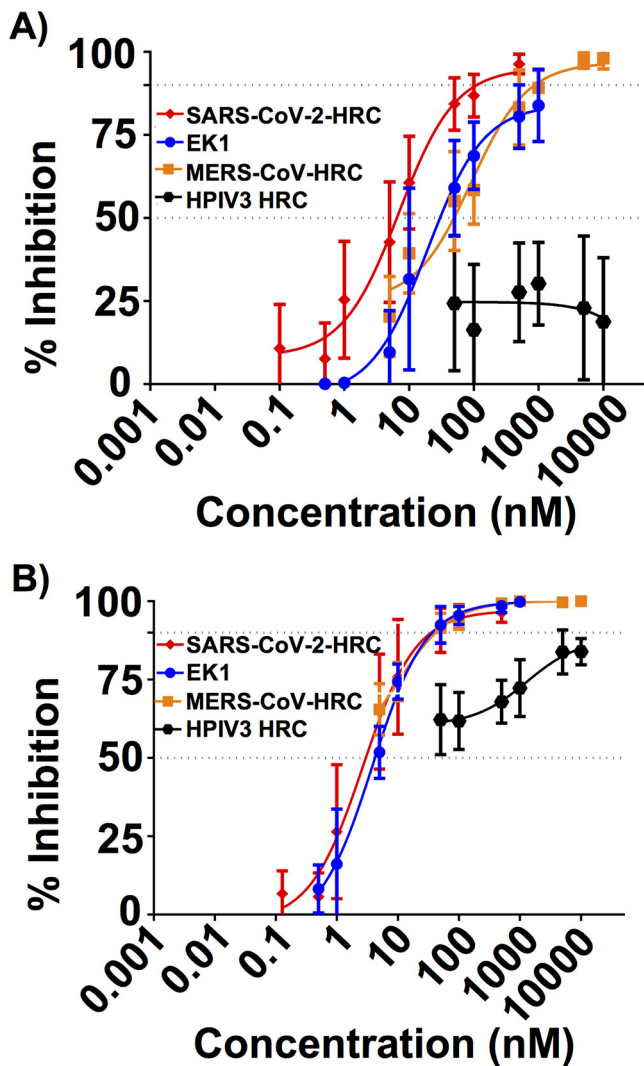 A)
100
75
50
25
0
SARS-CoV-2-HRC
EK1
MERS-CoV-HRC
HPIV3 HRC
% Inhibition
0.001
0.01
0.1
1
10
100
1000
10000
Concentration (nM)
B)
100
75
50
25
0
SARS-CoV-2-HRC
EK1
MERS-CoV-HRC
HPIV3 HRC
% Inhibition
0.001
0.01
0.1
1
10
100
1000
10000
Concentration (nM)